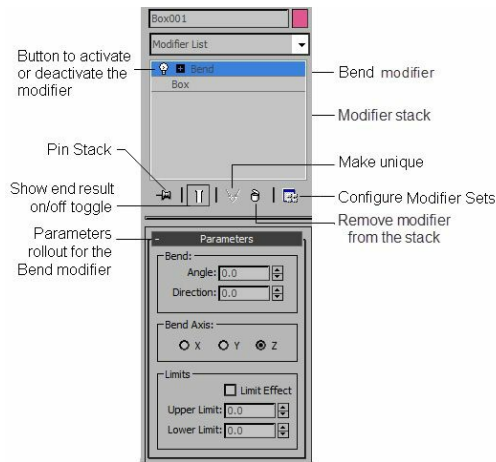 Box001
Modifier List
Button to activate
or deactivate the
modifier
Bend
Bend modifier
Box
Modifier stack
Pin Stack
Make unique
Show end result
on/off toggle
Configure Modifier Sets
Remove modifier
from the stack
Parameters
rollout for the
Bend modifier
- Parameters
Bend:
Angle: 0.0
Direction: 0.0
Bend Axis:
X Y Z
Limits
Limit Effect
Upper Limit: 0.0
Lower Limit: 0.0